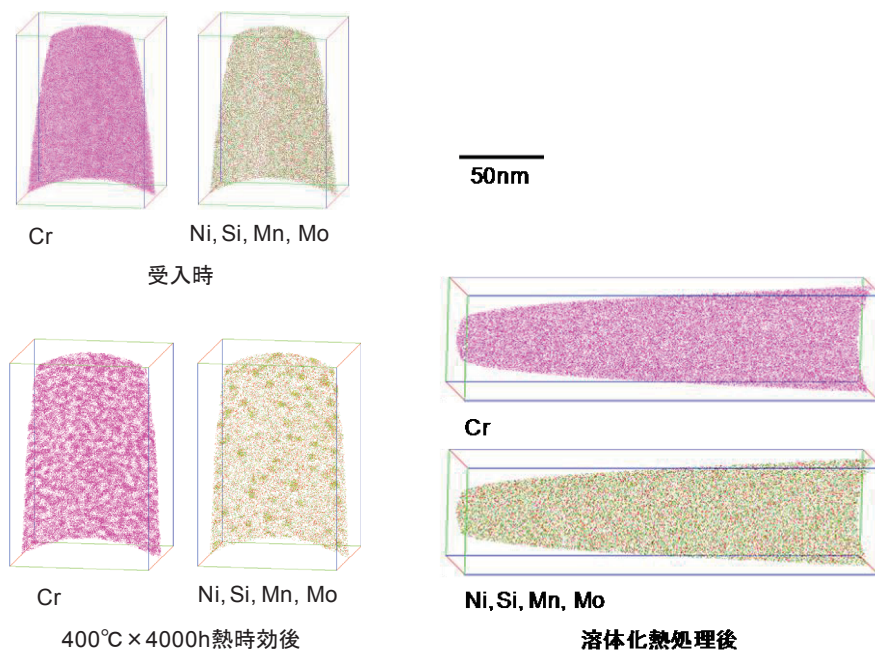 Cr
Ni, Si, Mn, Mo
受入時
50nm
Cr
Ni, Si, Mn, Mo
400℃×4000h熱時効後
Cr
Ni, Si, Mn, Mo
溶体化熱処理後